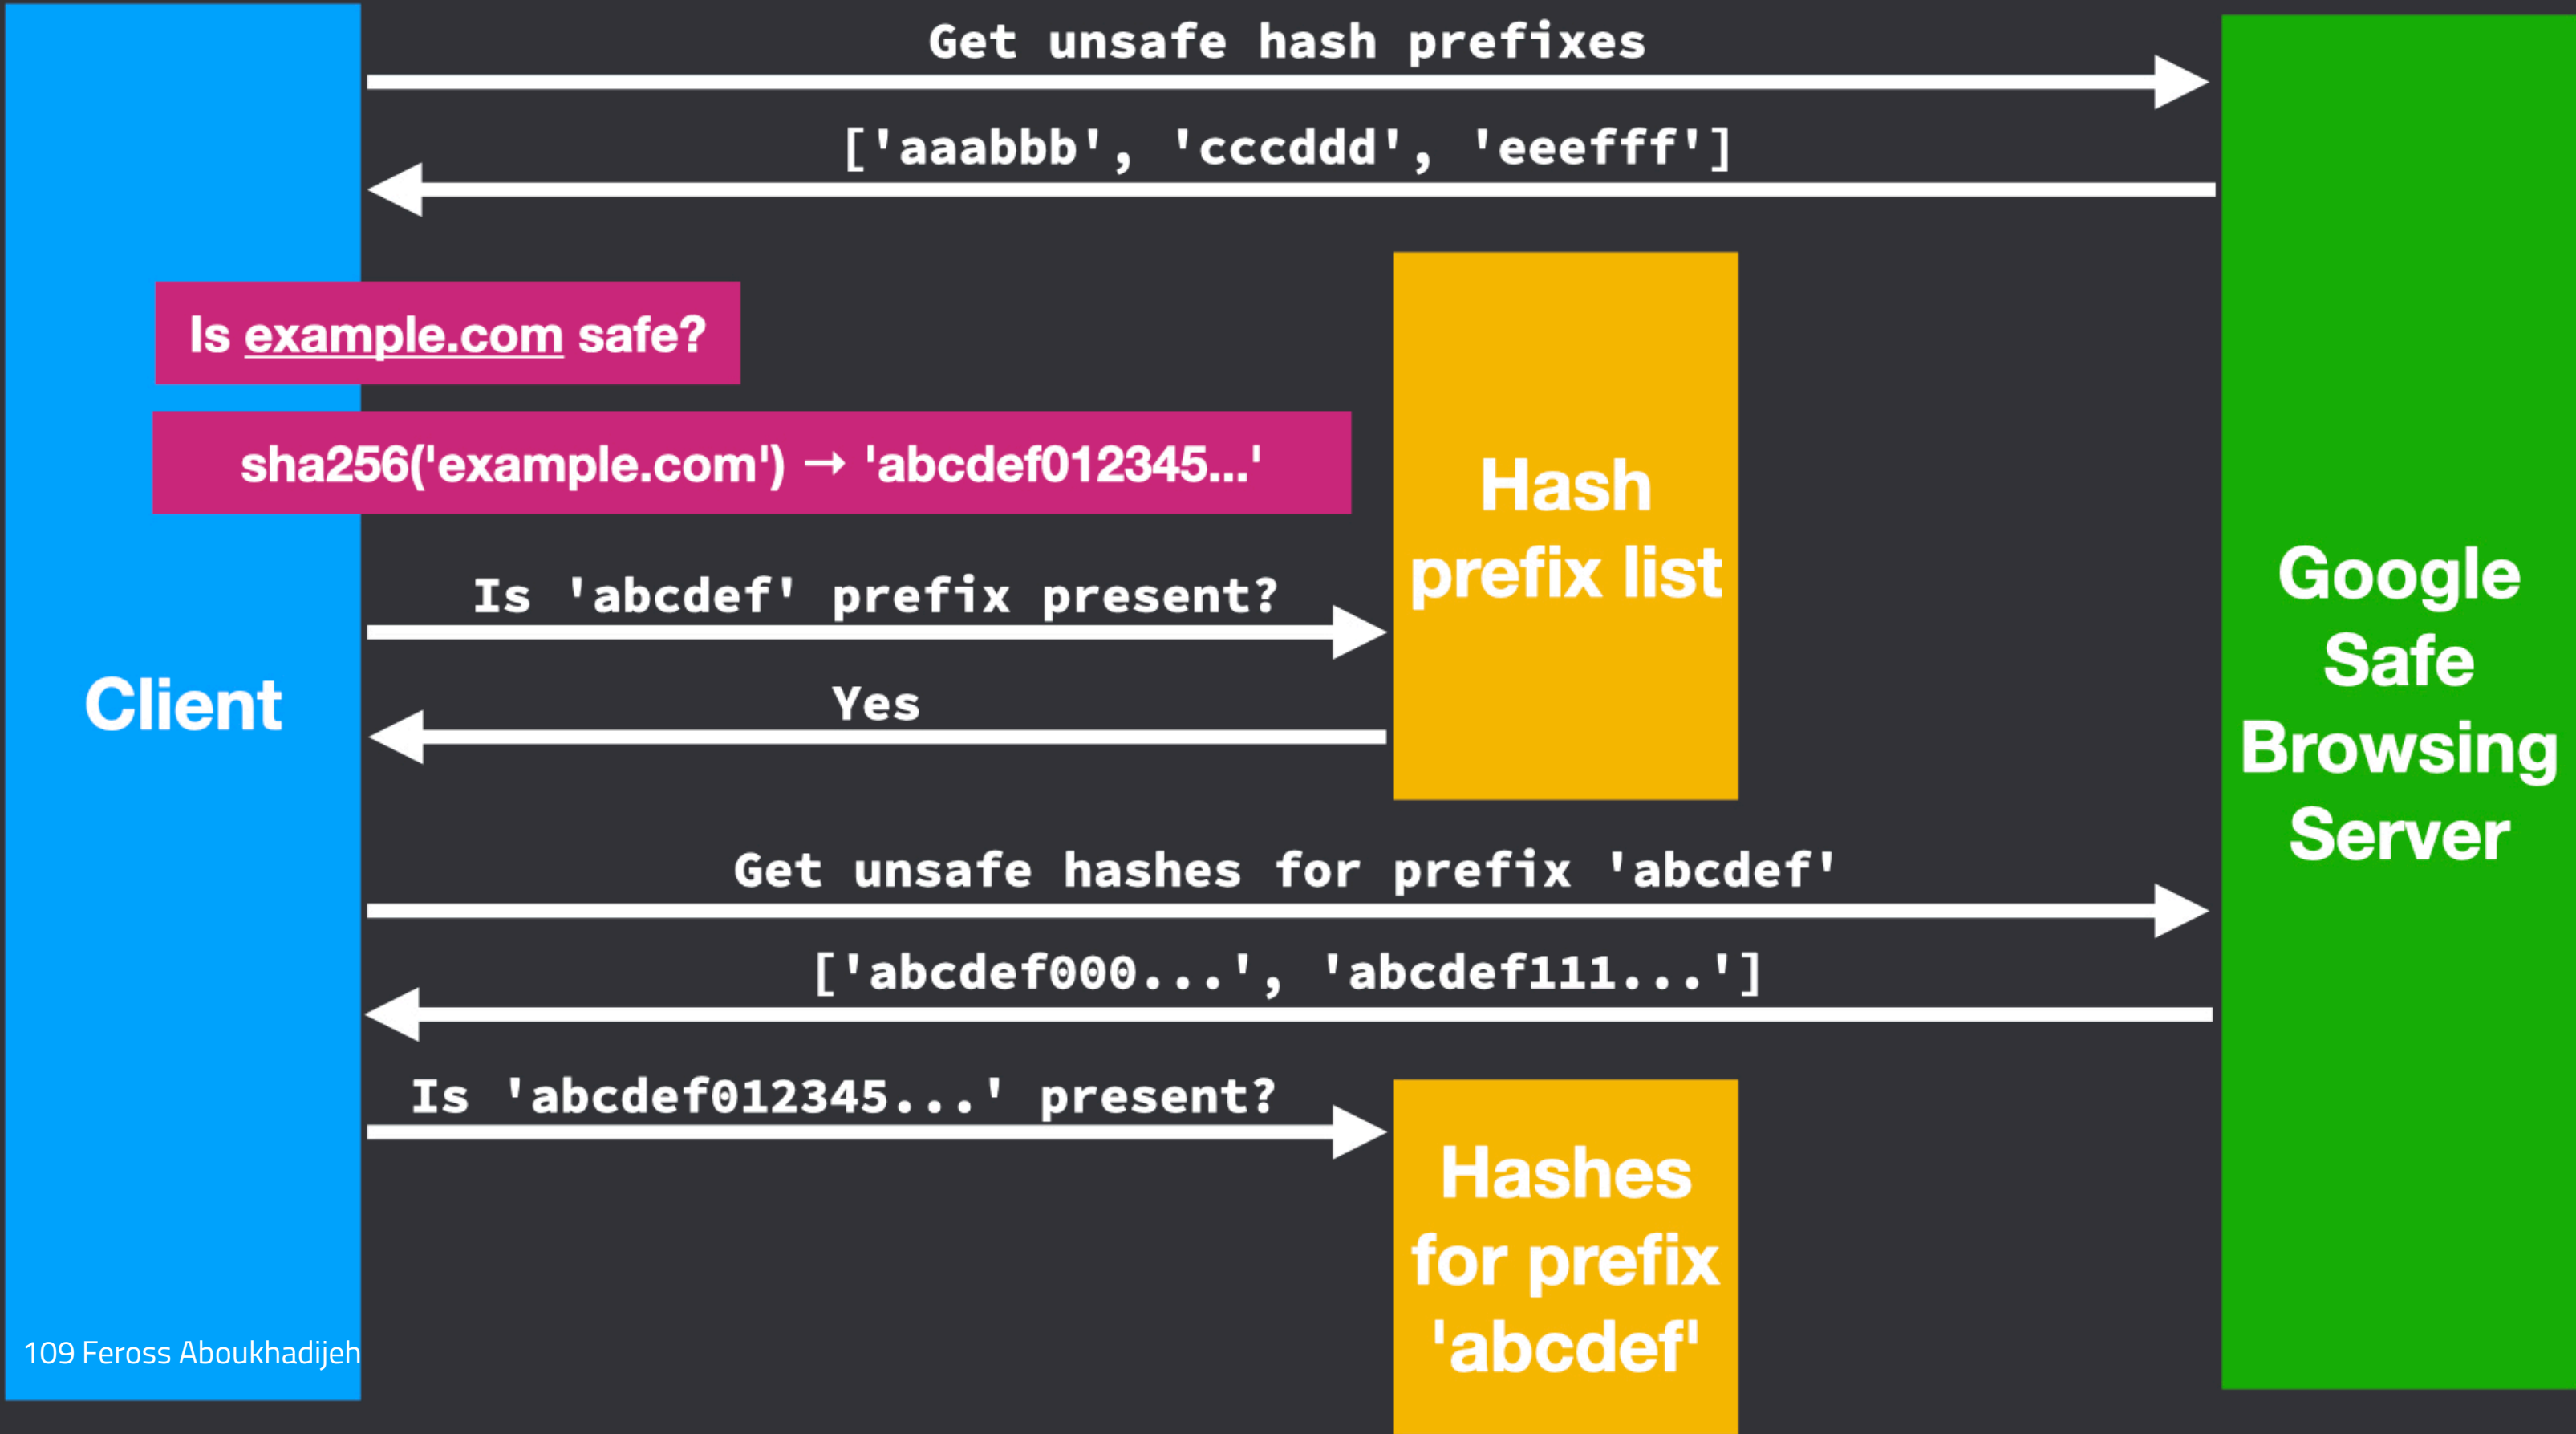 Get unsafe hash prefixes
['aaabbb', 'cccddd', 'eeefff']
Is example.com safe?
sha256('example.com') → 'abcdef012345...'
Hash
prefix list
Is 'abcdef' prefix present?
Yes
Client
Google
Safe
Browsing
Server
Get unsafe hashes for prefix 'abcdef'
['abcdef000...', 'abcdef111...']
Is 'abcdef012345...' present?
Hashes
for prefix
'abcdef'
109 Feross Aboukhadijeh